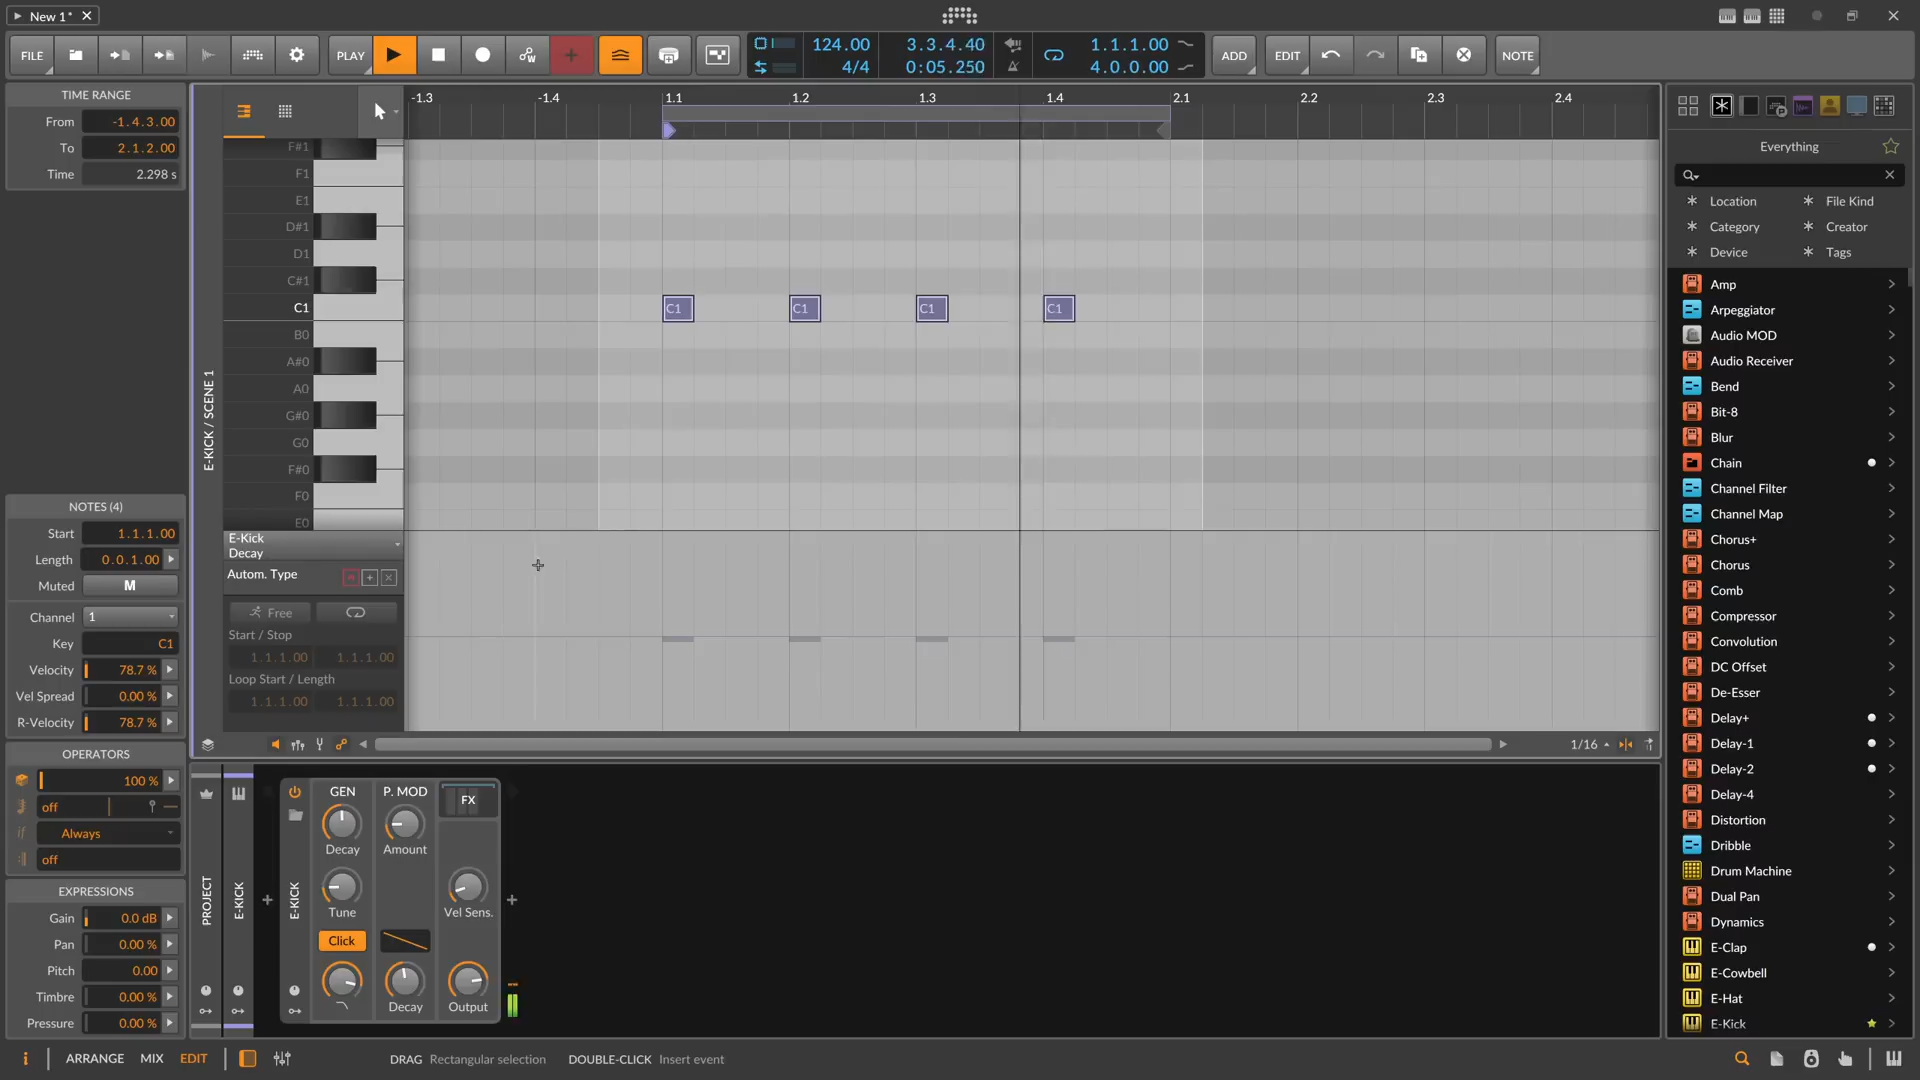 New 1*
FILE
PLAY
124.00
4/4
3.3.4.40
0:05.250
1.1.1.00
4.0.0.00
ADD
EDIT
NOTE
TIME RANGE
From -1.4.3.00
To 2.1.2.00
Time 2.298 s
-1.3 -1.4 1.1 1.2 1.3 1.4 2.1 2.2 2.3 2.4
F#1
F1
E1
D#1
D1
C#1
C1 C1 C1 C1 C1
B0
A#0
A0
G#0
G0
F#0
F0
E0
E-KICK / SCENE 1
E-Kick
Decay
Autom. Type
Free
Start / Stop
1.1.1.00 1.1.1.00
Loop Start / Length
1.1.1.00 1.1.1.00
1/16
NOTES (4)
Start 1.1.1.00
Length 0.0.1.00
Muted M
Channel 1
Key C1
Velocity 78.7 %
Vel Spread 0.00 %
R-Velocity 78.7 %
OPERATORS
100 %
off
Always
off
EXPRESSIONS
Gain 0.0 dB
Pan 0.00 %
Pitch 0.00
Timbre 0.00 %
Pressure 0.00 %
PROJECT
E-KICK
E-KICK
GEN
Decay
Tune
Click
P. MOD
Amount
Decay
FX
Vel Sens.
Output
Everything
Location File Kind
Category Creator
Device Tags
Amp
Arpeggiator
Audio MOD
Audio Receiver
Bend
Bit-8
Blur
Chain
Channel Filter
Channel Map
Chorus+
Chorus
Comb
Compressor
Convolution
DC Offset
De-Esser
Delay+
Delay-1
Delay-2
Delay-4
Distortion
Dribble
Drum Machine
Dual Pan
Dynamics
E-Clap
E-Cowbell
E-Hat
E-Kick
ARRANGE MIX EDIT
DRAG Rectangular selection DOUBLE-CLICK Insert event